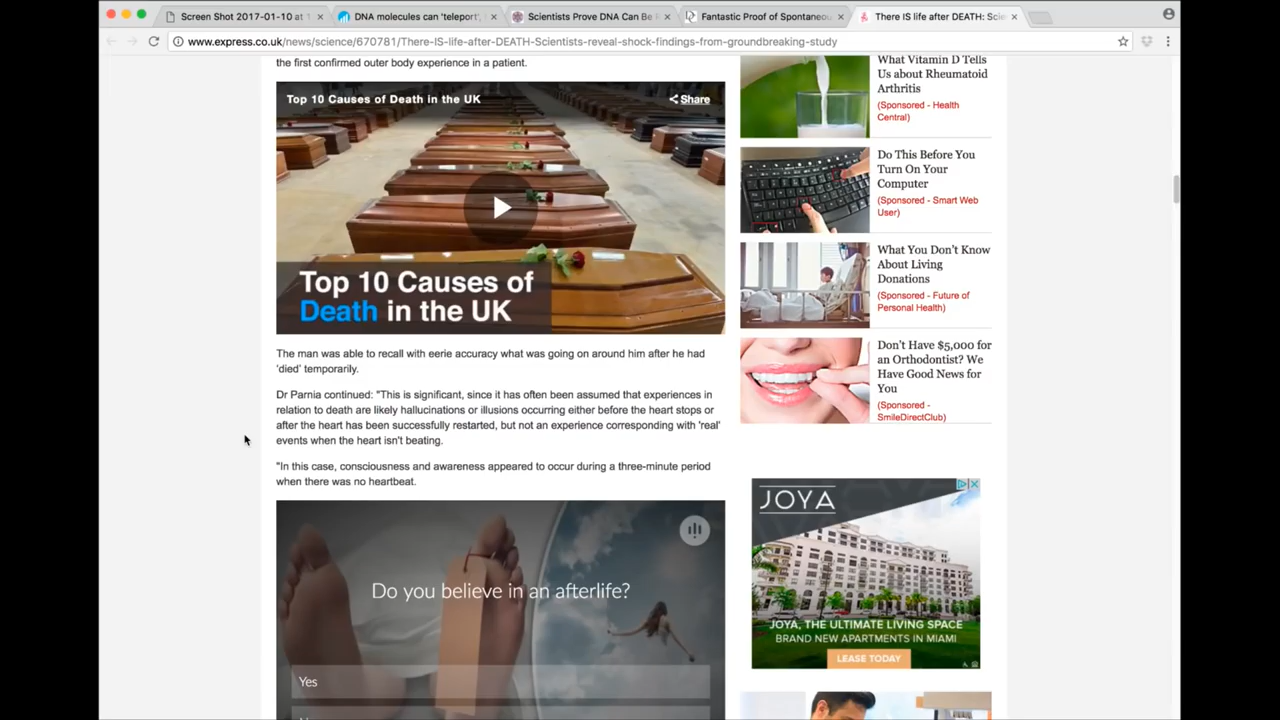 Screen Shot 2017-01-10 at
DNA molecules can 'teleport',
Scientists Prove DNA Can Be
Fantastic Proof of Spontaneou
There IS life after DEATH: Scie
www.express.co.uk/news/science/670781/There-IS-life-after-DEATH-Scientists-reveal-shock-findings-from-groundbreaking-study
the first confirmed outer body experience in a patient.
Top 10 Causes of Death in the UK
Share
Top 10 Causes of
Death in the UK
The man was able to recall with eerie accuracy what was going on around him after he had
'died' temporarily.
Dr Parnia continued: "This is significant, since it has often been assumed that experiences in
relation to death are likely hallucinations or illusions occurring either before the heart stops or
after the heart has been successfully restarted, but not an experience corresponding with 'real'
events when the heart isn't beating.
"In this case, consciousness and awareness appeared to occur during a three-minute period
when there was no heartbeat.
Do you believe in an afterlife?
Yes
What Vitamin D Tells
Us about Rheumatoid
Arthritis
(Sponsored - Health
Central)
Do This Before You
Turn On Your
Computer
(Sponsored - Smart Web
User)
What You Don't Know
About Living
Donations
(Sponsored - Future of
Personal Health)
Don't Have $5,000 for
an Orthodontist? We
Have Good News for
You
(Sponsored -
SmileDirectClub)
JOYA
JOYA, THE ULTIMATE LIVING SPACE
BRAND NEW APARTMENTS IN MIAMI
LEASE TODAY